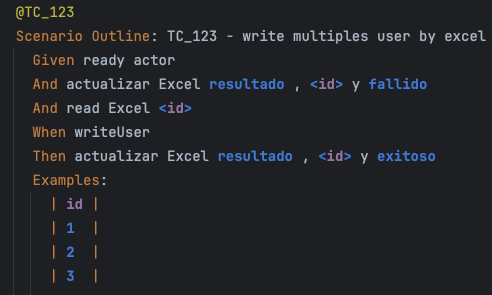 @TC_123
Scenario Outline: TC_123 - write multiples user by excel
Given ready actor
And actualizar Excel resultado , <id> y fallido
And read Excel <id>
When writeUser
Then actualizar Excel resultado , <id> y exitoso
Examples:
| id |
| 1 |
| 2 |
| 3 |